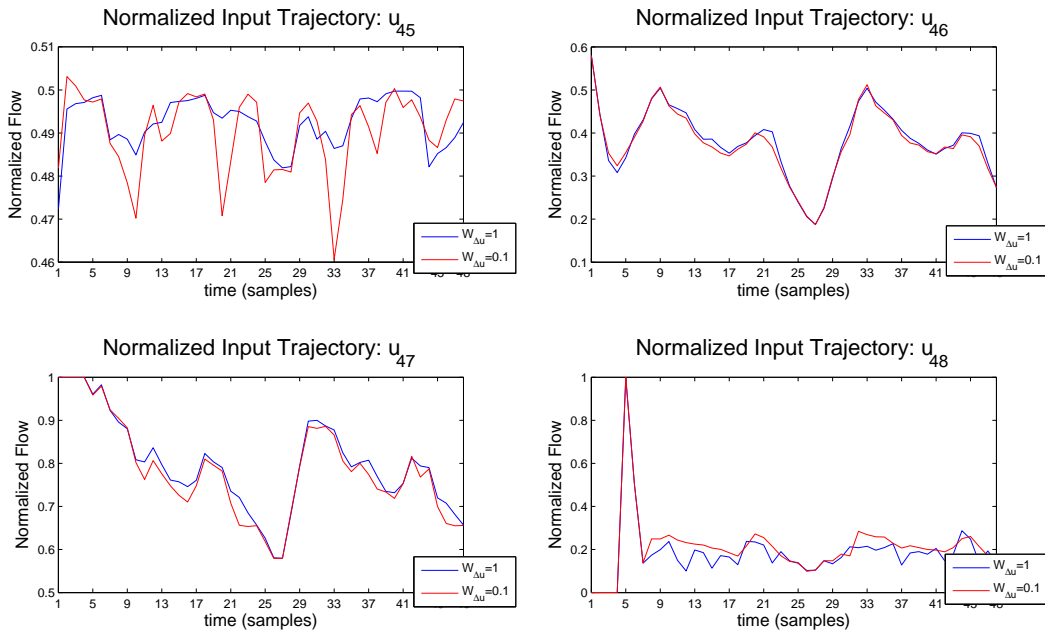 Normalized Input Trajectory: u45
0.51
0.5
0.49
0.48
0.47
0.46
Normalized Flow
1 5 9 13 17 21 25 29 33 37 41 45
time (samples)
WΔu=1
WΔu=0.1
Normalized Input Trajectory: u46
0.6
0.5
0.4
0.3
0.2
0.1
Normalized Flow
1 5 9 13 17 21 25 29 33 37 41
time (samples)
WΔu=1
WΔu=0.1
Normalized Input Trajectory: u47
1
0.9
0.8
0.7
0.6
0.5
Normalized Flow
1 5 9 13 17 21 25 29 33 37 41
time (samples)
WΔu=1
WΔu=0.1
Normalized Input Trajectory: u48
1
0.8
0.6
0.4
0.2
0
Normalized Flow
1 5 9 13 17 21 25 29 33 37 41
time (samples)
WΔu=1
WΔu=0.1